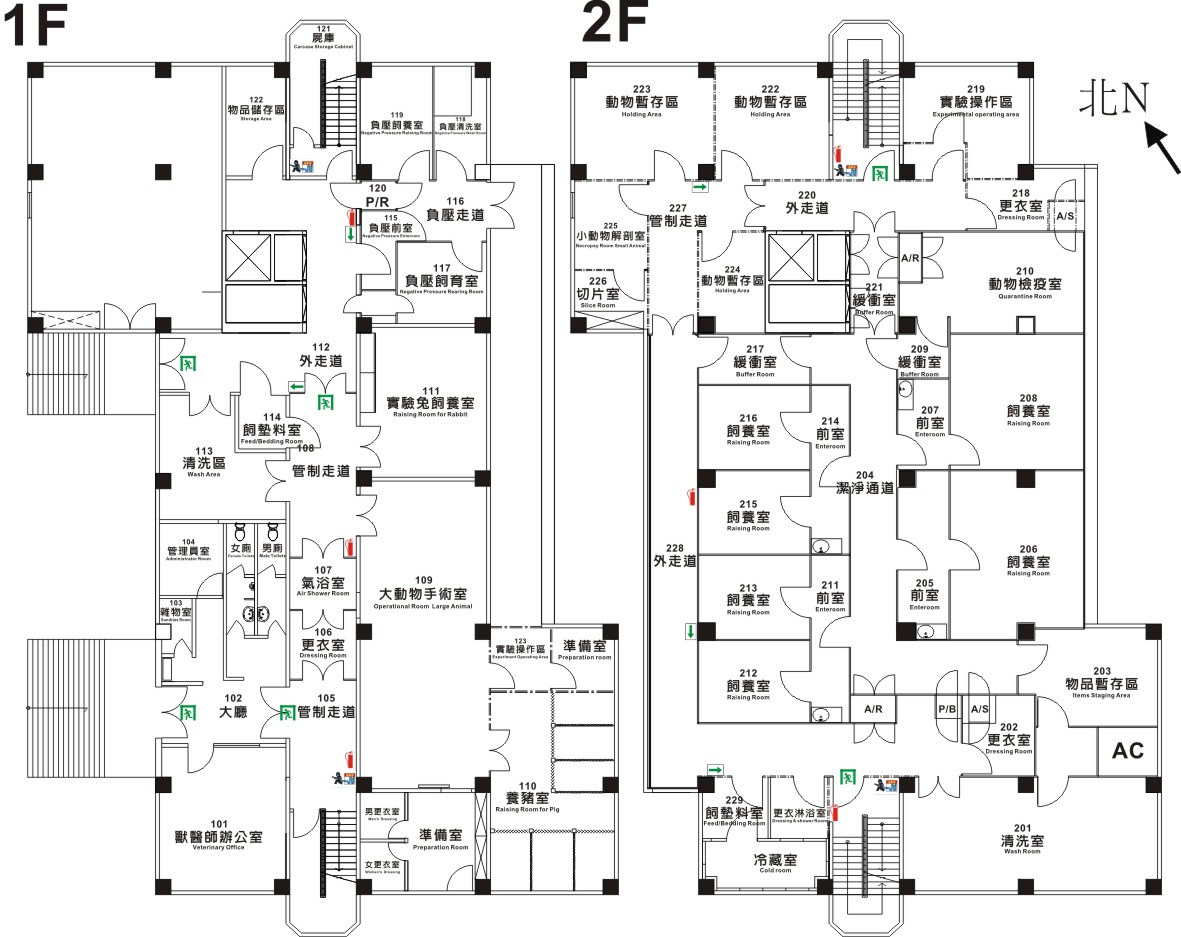 1F
121
屍庫
Carcase Storage Cabinet
122
物品儲存區
Storage Area
119
負壓飼養室
Negative Pressure Raising Room
118
負壓清洗室
Negative Pressure Wash Room
120
P/R
116
負壓走道
115
負壓前室
Negative Pressure Enteroom
117
負壓飼育室
Negative Pressure Rearing Room
112
外走道
111
實驗兔飼養室
Raising Room for Rabbit
114
飼墊料室
Feed/Bedding Room
108
管制走道
113
清洗區
Wash Area
104
管理員室
Administrator Room
女廁
Female Toilets
男廁
Male Toilets
107
氣浴室
Air Shower Room
109
大動物手術室
Operational Room Large Animal
103
雜物室
Sundries Room
106
更衣室
Dressing Room
123
實驗操作區
Experiment Operating Area
準備室
Preparation room
102
大廳
105
管制走道
110
養豬室
Raising Room for Pig
101
獸醫師辦公室
Veterinary Office
男更衣室
Men's Dressing
女更衣室
Women's Dressing
準備室
Preparation Room
2F
北N
223
動物暫存區
Holding Area
222
動物暫存區
Holding Area
219
實驗操作區
Experimental operating area
220
外走道
218
更衣室
Dressing Room
A/S
227
管制走道
225
小動物解剖室
Necropsy Room Small Animal
226
切片室
Slice Room
224
動物暫存區
Holding Area
A/R
221
緩衝室
Buffer Room
210
動物檢疫室
Quarantine Room
217
緩衝室
Buffer Room
209
緩衝室
Buffer Room
208
飼養室
Raising Room
216
飼養室
Raising Room
214
前室
Enteroom
207
前室
Enteroom
204
潔淨通道
215
飼養室
Raising Room
228
外走道
206
飼養室
Raising Room
213
飼養室
Raising Room
211
前室
Enteroom
205
前室
Enteroom
212
飼養室
Raising Room
203
物品暫存區
Items Staging Area
A/R
P/B
A/S
202
更衣室
Dressing Room
AC
229
飼墊料室
Feed/Bedding Room
更衣淋浴室
Dressing & shower Room
201
清洗室
Wash Room
冷藏室
Cold room